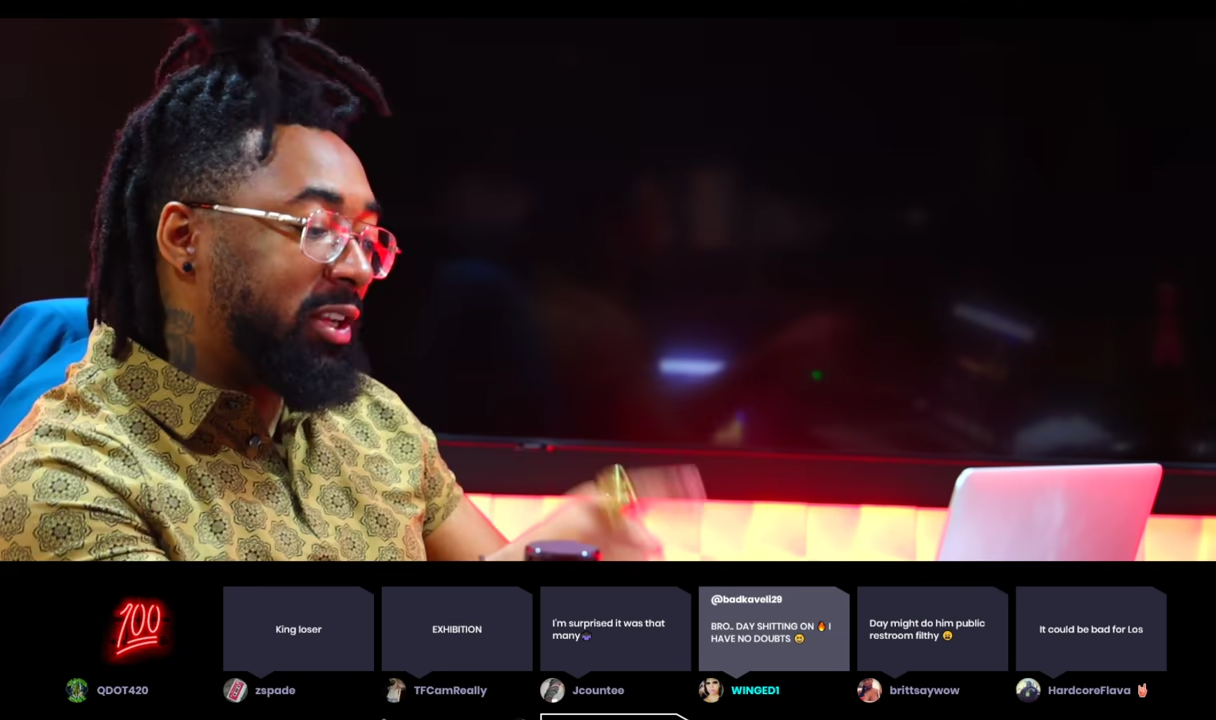 100
King loser
EXHIBITION
I'm surprised it was that
many
@badkaveli29
BRO.. DAY SHITTING ON 🔥 I
HAVE NO DOUBTS
Day might do him public
restroom filthy
It could be bad for Los
QDOT420
zspade
TFCamReally
Jcountee
WINGED1
brittsaywow
HardcoreFlava